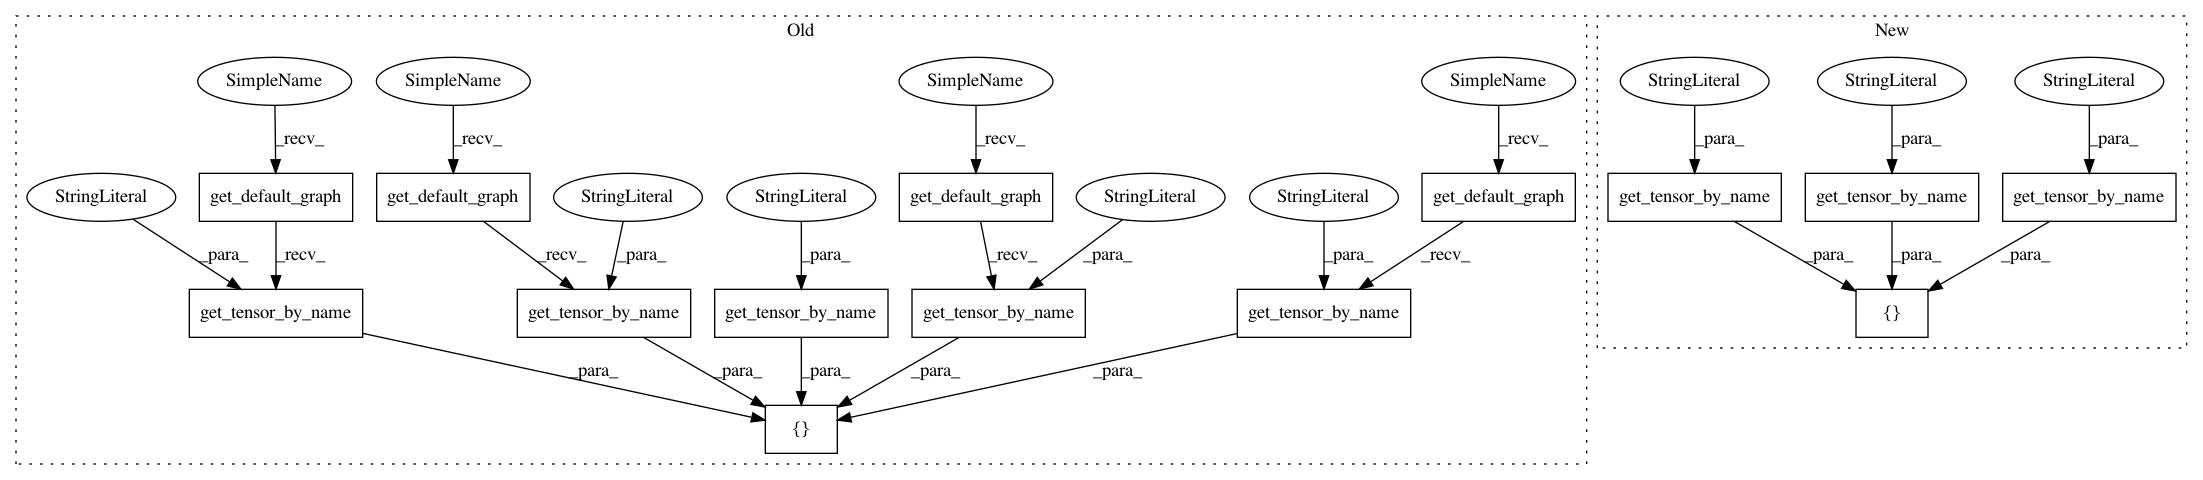 Old
New
SimpleName
SimpleName
SimpleName
SimpleName
StringLiteral
StringLiteral
StringLiteral
_recv_
_recv_
_recv_
_recv_
_para_
_para_
_para_
StringLiteral
get_default_graph
get_default_graph
StringLiteral
StringLiteral
get_default_graph
StringLiteral
StringLiteral
get_default_graph
get_tensor_by_name
get_tensor_by_name
get_tensor_by_name
_para_
_recv_
_recv_
_para_
_para_
_recv_
_para_
_para_
_recv_
_para_
_para_
_para_
get_tensor_by_name
get_tensor_by_name
get_tensor_by_name
get_tensor_by_name
get_tensor_by_name
{}
_para_
_para_
_para_
_para_
_para_
{}